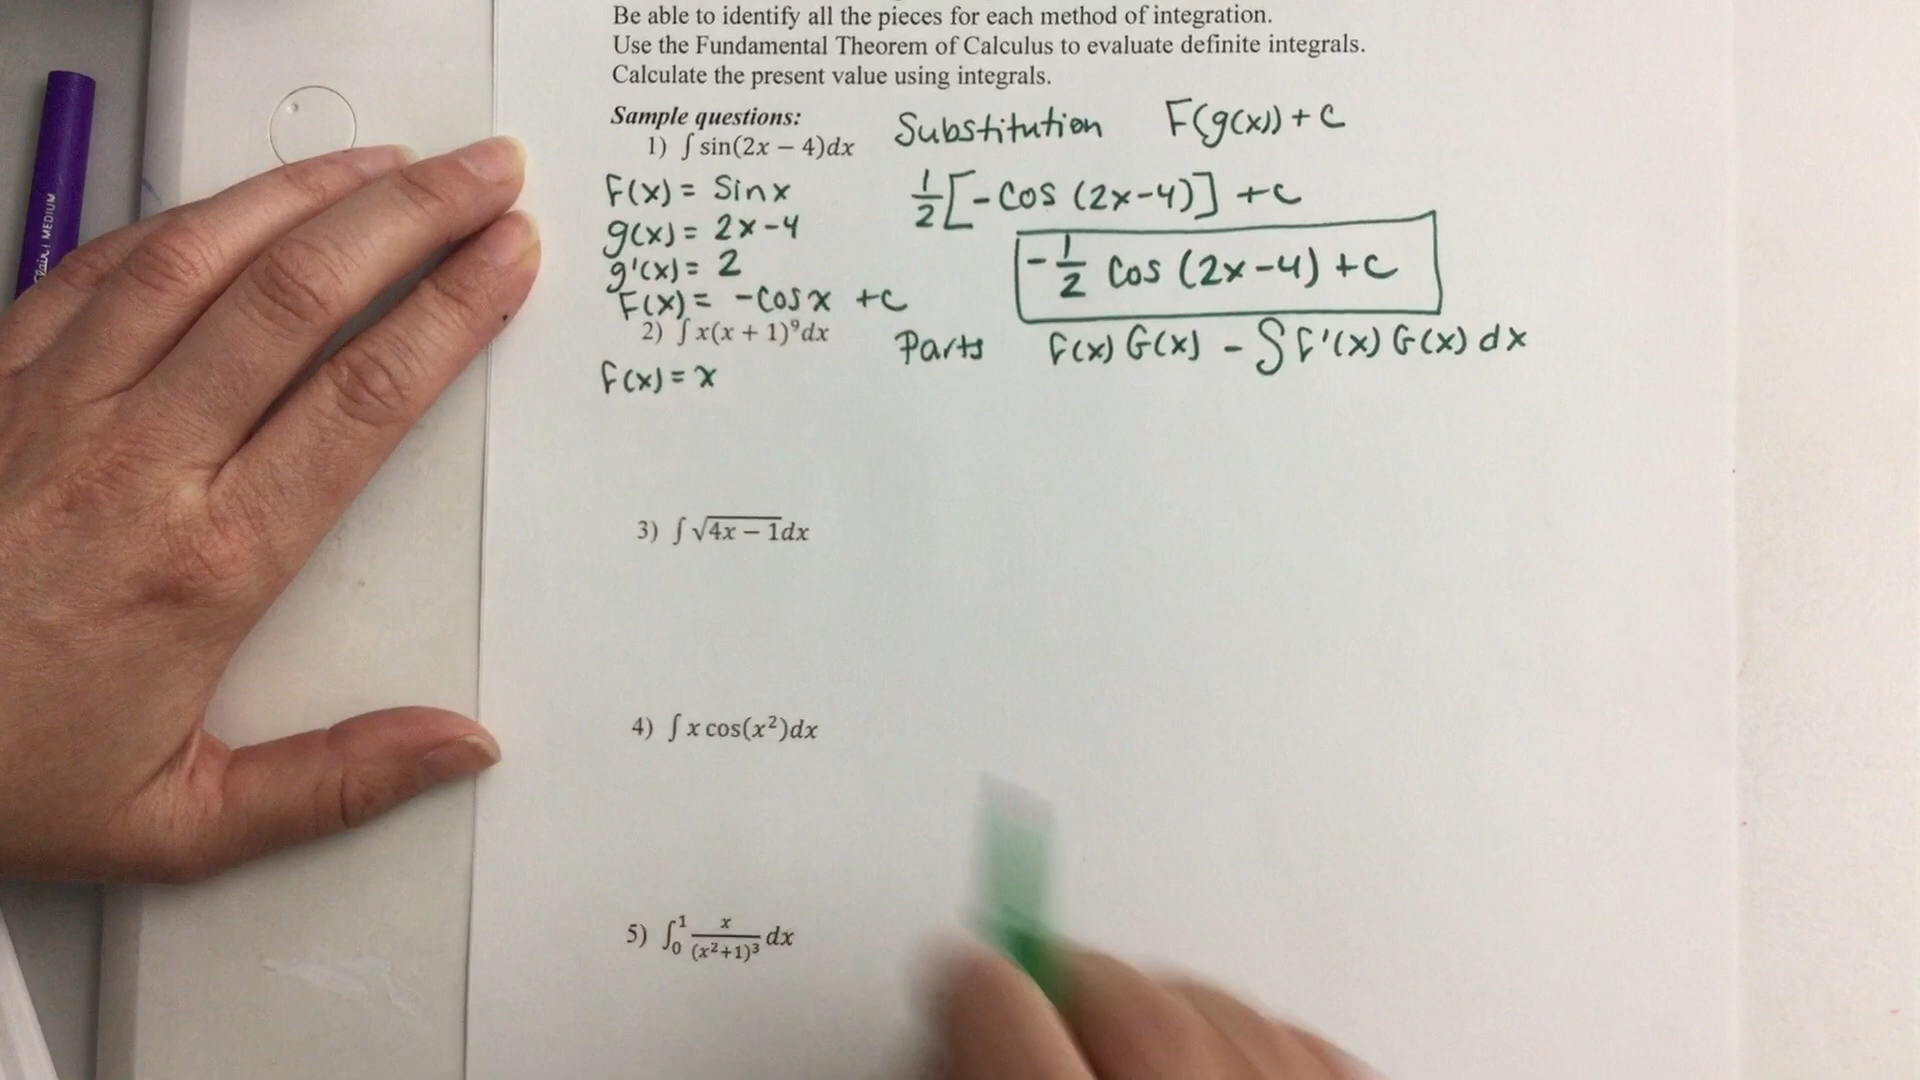 Be able to identify all the pieces for each method of integration.
Use the Fundamental Theorem of Calculus to evaluate definite integrals.
Calculate the present value using integrals.
Sample questions: Substitution F(g(x)) + C
1) ∫ sin(2x − 4)dx
f(x) = sin x 1/2 [-cos (2x-4)] + c
g(x) = 2x-4
g'(x) = 2 -1/2 cos (2x-4) + c
F(x) = -cos x + c
2) ∫ x(x + 1)⁹dx Parts f(x) G(x) - ∫ f'(x) G(x) dx
f(x) = x
3) ∫ √(4x − 1)dx
4) ∫ x cos(x²)dx
5) ∫₀¹ x/(x²+1)³ dx
MEDIUM